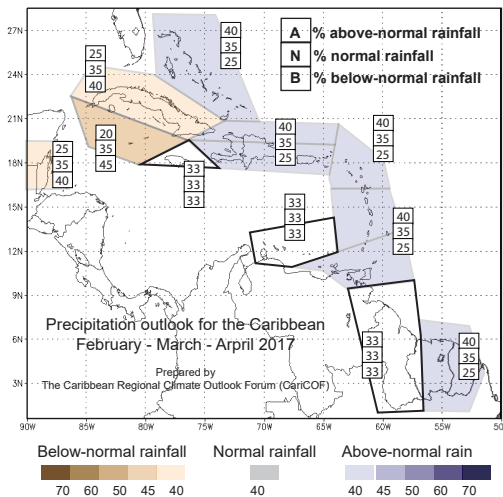 27N
24N
21N
18N
15N
12N
9N
6N
3N
90W
85W
80W
75W
70W
65W
60W
55W
50
A % above-normal rainfall
N % normal rainfall
B % below-normal rainfall
25
35
40
40
35
25
20
35
45
25
35
40
33
33
33
40
35
25
40
35
25
33
33
33
40
35
25
33
33
33
40
35
25
Precipitation outlook for the Caribbean
February - March - Arpril 2017
Prepared by
The Caribbean Regional Climate Outlook Forum (CariCOF)
Below-normal rainfall
70 60 50 45 40
Normal rainfall
40
Above-normal rain
40 45 50 60 70